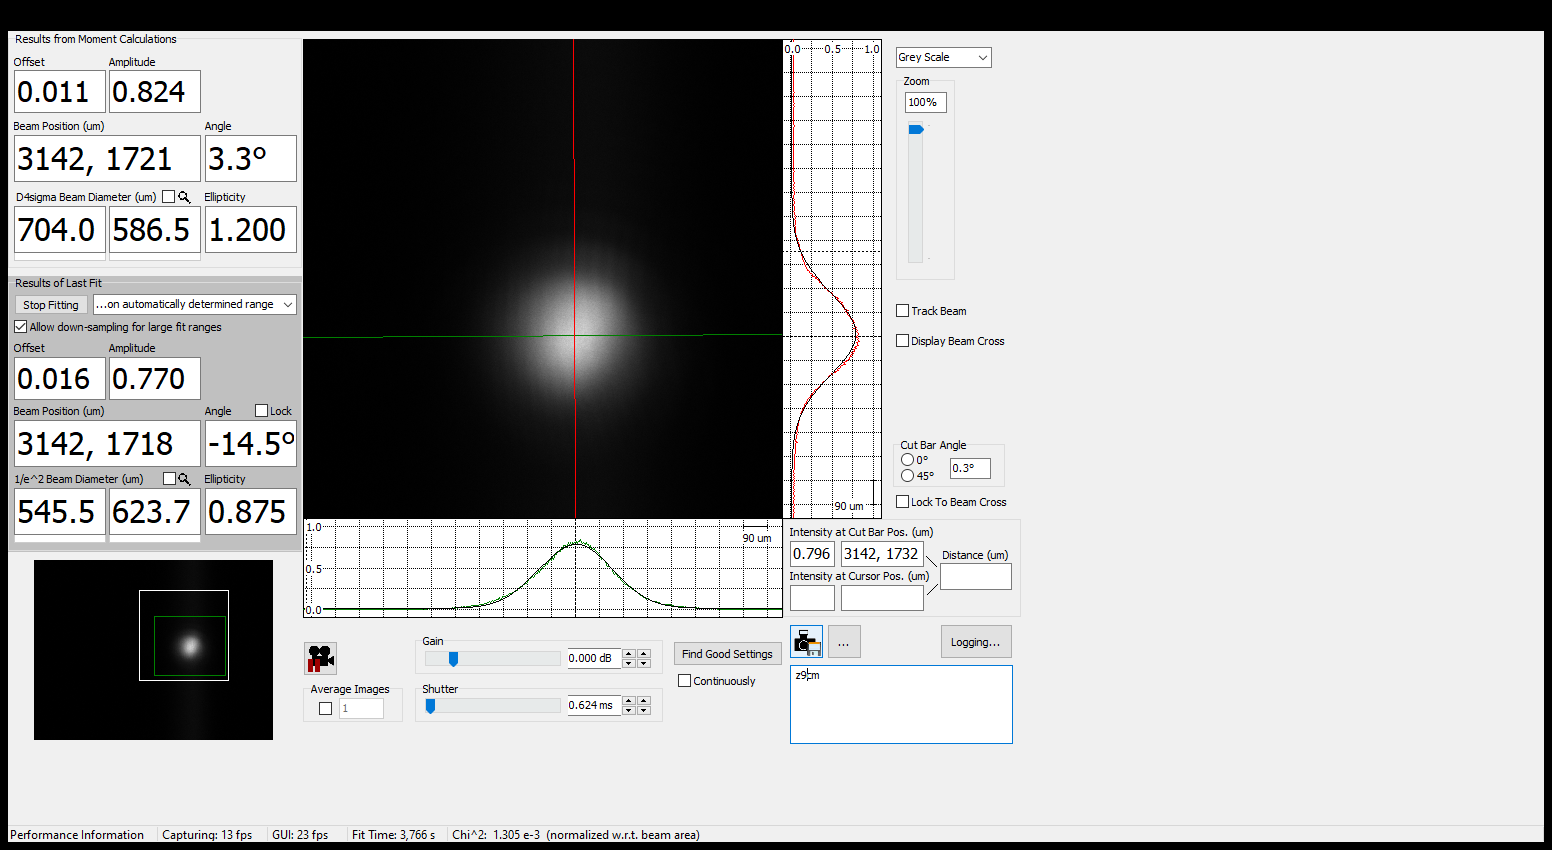 Results from Moment Calculations
Offset Amplitude
0.011 0.824
Beam Position (um) Angle
3142, 1721 3.3°
D4sigma Beam Diameter (um) Ellipticity
704.0 586.5 1.200
Results of Last Fit
Stop Fitting ...on automatically determined range
Allow down-sampling for large fit ranges
Offset Amplitude
0.016 0.770
Beam Position (um) Angle Lock
3142, 1718 -14.5°
1/e^2 Beam Diameter (um) Ellipticity
545.5 623.7 0.875
0.0 0.5 1.0
90 um
1.0
90 um
0.5
0.0
Grey Scale
Zoom
100%
Track Beam
Display Beam Cross
Cut Bar Angle
0°
45°
0.3°
Lock To Beam Cross
Intensity at Cut Bar Pos. (um)
0.796 3142, 1732
Distance (um)
Intensity at Cursor Pos. (um)
Gain
0.000 dB
Find Good Settings
Continuously
Average Images
1
Shutter
0.624 ms
...
Logging...
z9cm
Performance Information Capturing: 13 fps GUI: 23 fps Fit Time: 3,766 s Chi^2: 1.305 e-3 (normalized w.r.t. beam area)